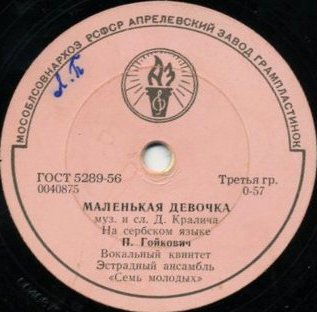 МОСОБЛСОВНАРХОЗ РСФСР АПРЕЛЕВСКИЙ ЗАВОД ГРАМПЛАСТИНОК
АЗ
Л.Т
ГОСТ 5289-56
0040875
Третья гр.
0-57
МАЛЕНЬКАЯ ДЕВОЧКА
муз. и сл. Д. Кралича
На сербском языке
П. Гойкович
Вокальный квинтет
Эстрадный ансамбль
«Семь молодых»